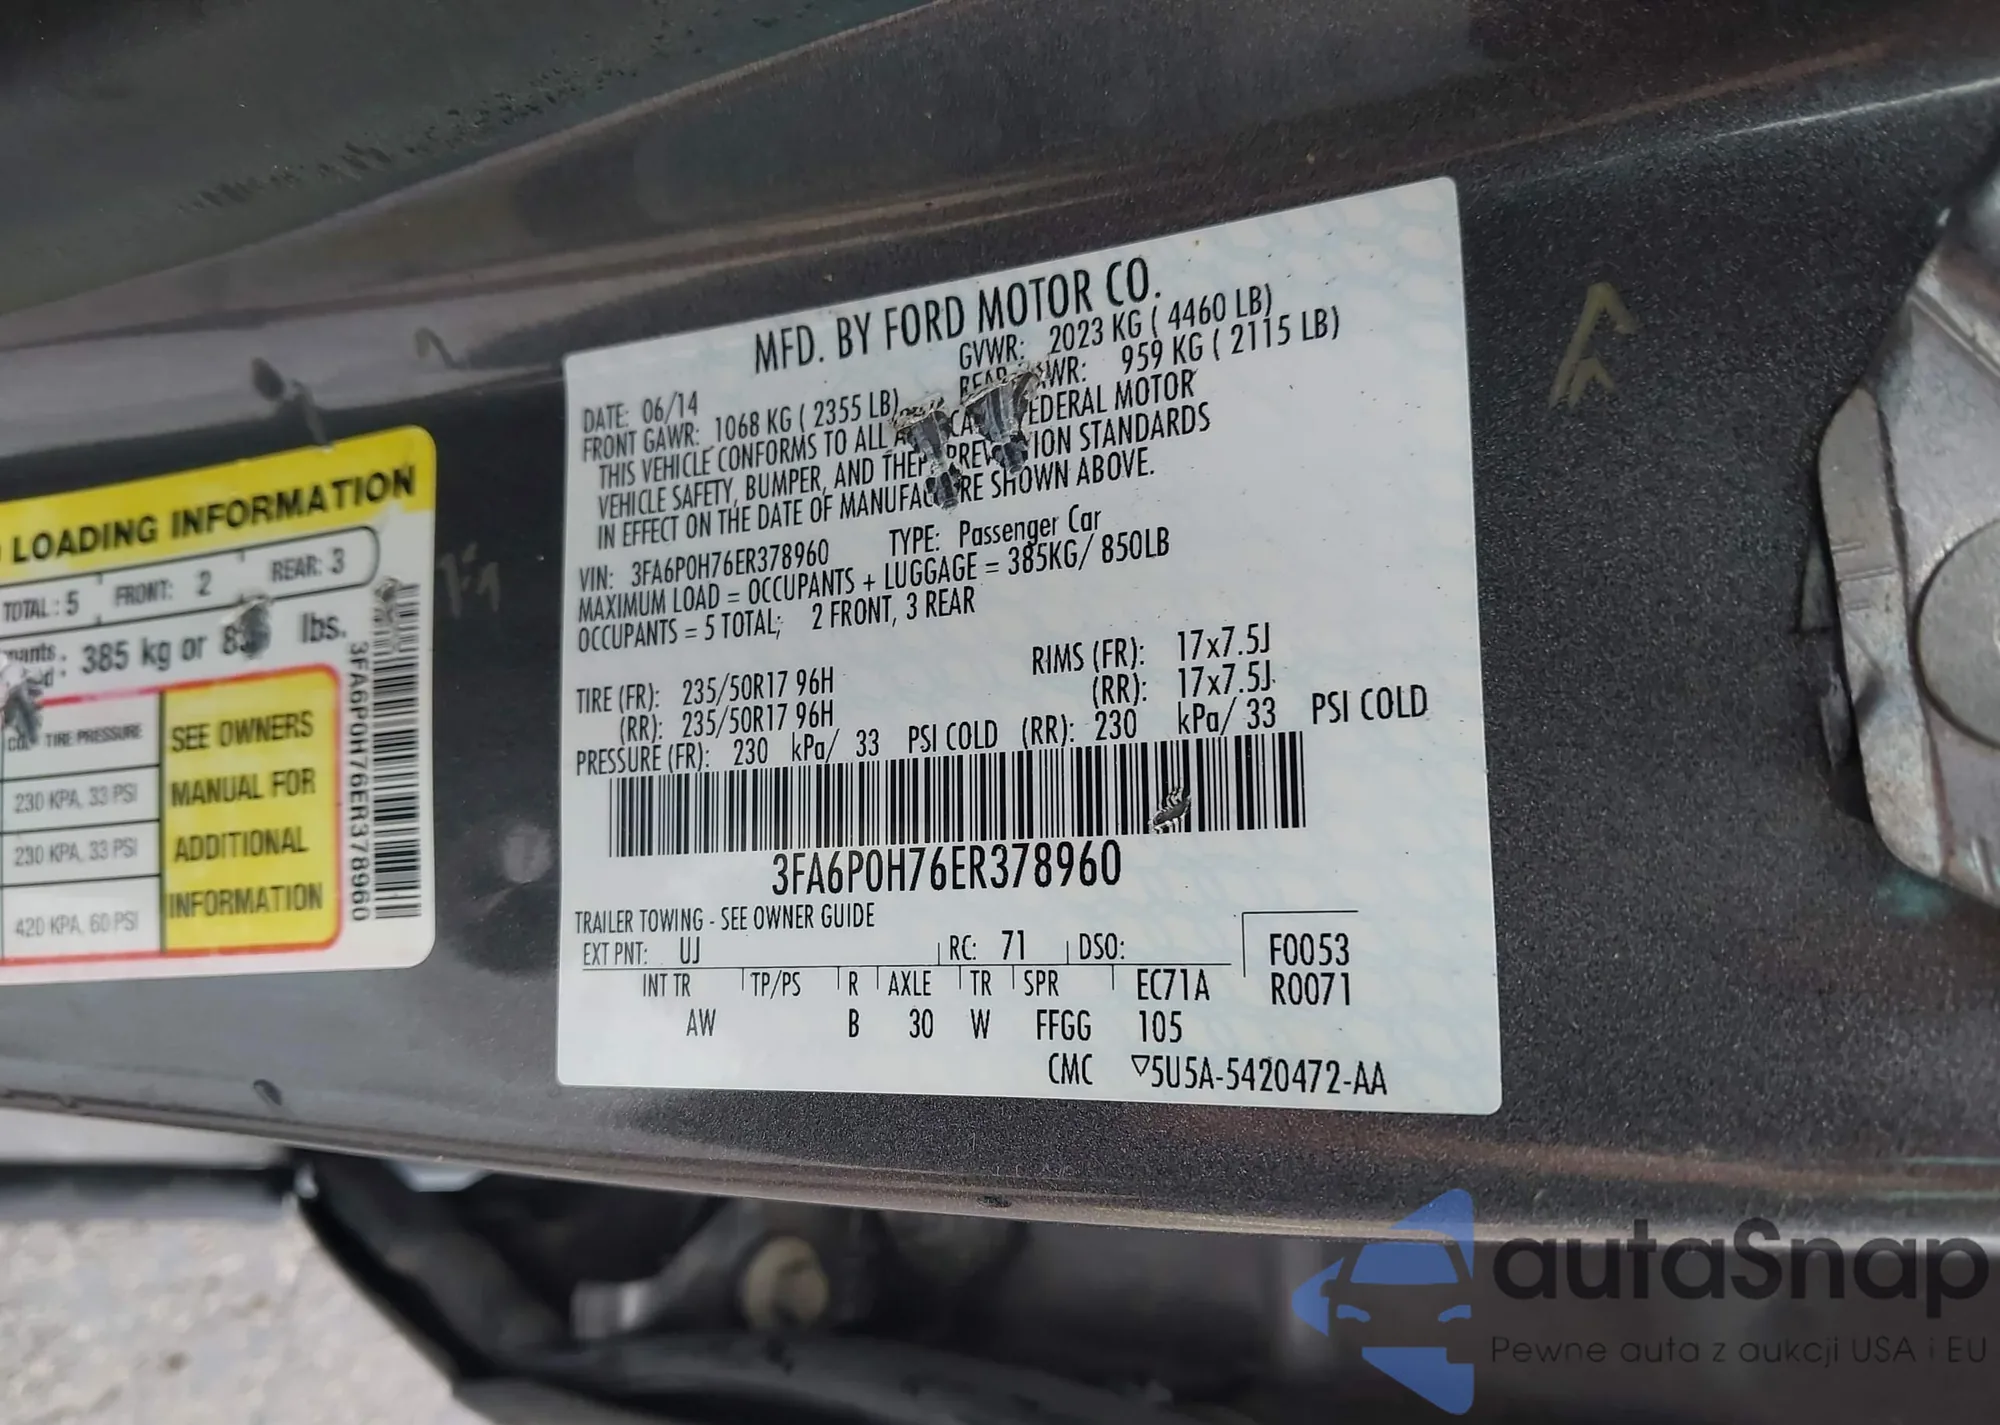 LOADING INFORMATION
TOTAL : 5 FRONT: 2 REAR: 3
385 kg or lbs.
TIRE PRESSURE
230 KPA, 33 PSI
230 KPA, 33 PSI
420 KPA, 60 PSI
SEE OWNERS
MANUAL FOR
ADDITIONAL
INFORMATION
3FA6P0H76ER378960
MFD. BY FORD MOTOR CO.
DATE: 06/14 GVWR: 2023 KG ( 4460 LB)
FRONT GAWR: 1068 KG ( 2355 LB) 959 KG ( 2115 LB)
THIS VEHICLE CONFORMS TO ALL MOTOR
VEHICLE SAFETY, BUMPER, AND STANDARDS
IN EFFECT ON THE DATE OF SHOWN ABOVE.
VIN: 3FA6P0H76ER378960 TYPE: Passenger Car
MAXIMUM LOAD = OCCUPANTS + LUGGAGE = 385KG/ 850LB
OCCUPANTS = 5 TOTAL; 2 FRONT, 3 REAR
TIRE (FR): 235/50R17 96H RIMS (FR): 17x7.5J
(RR): 235/50R17 96H (RR): 17x7.5J
PRESSURE (FR): 230 kPa/ 33 PSI COLD (RR): 230 kPa/ 33 PSI COLD
3FA6P0H76ER378960
TRAILER TOWING - SEE OWNER GUIDE
EXT PNT: UJ RC: 71 DSO: F0053
INT TR TP/PS R AXLE TR SPR EC71A R0071
AW B 30 W FFGG 105
CMC ▽5U5A-5420472-AA
autaSnap
Pewne auta z aukcji USA i EU